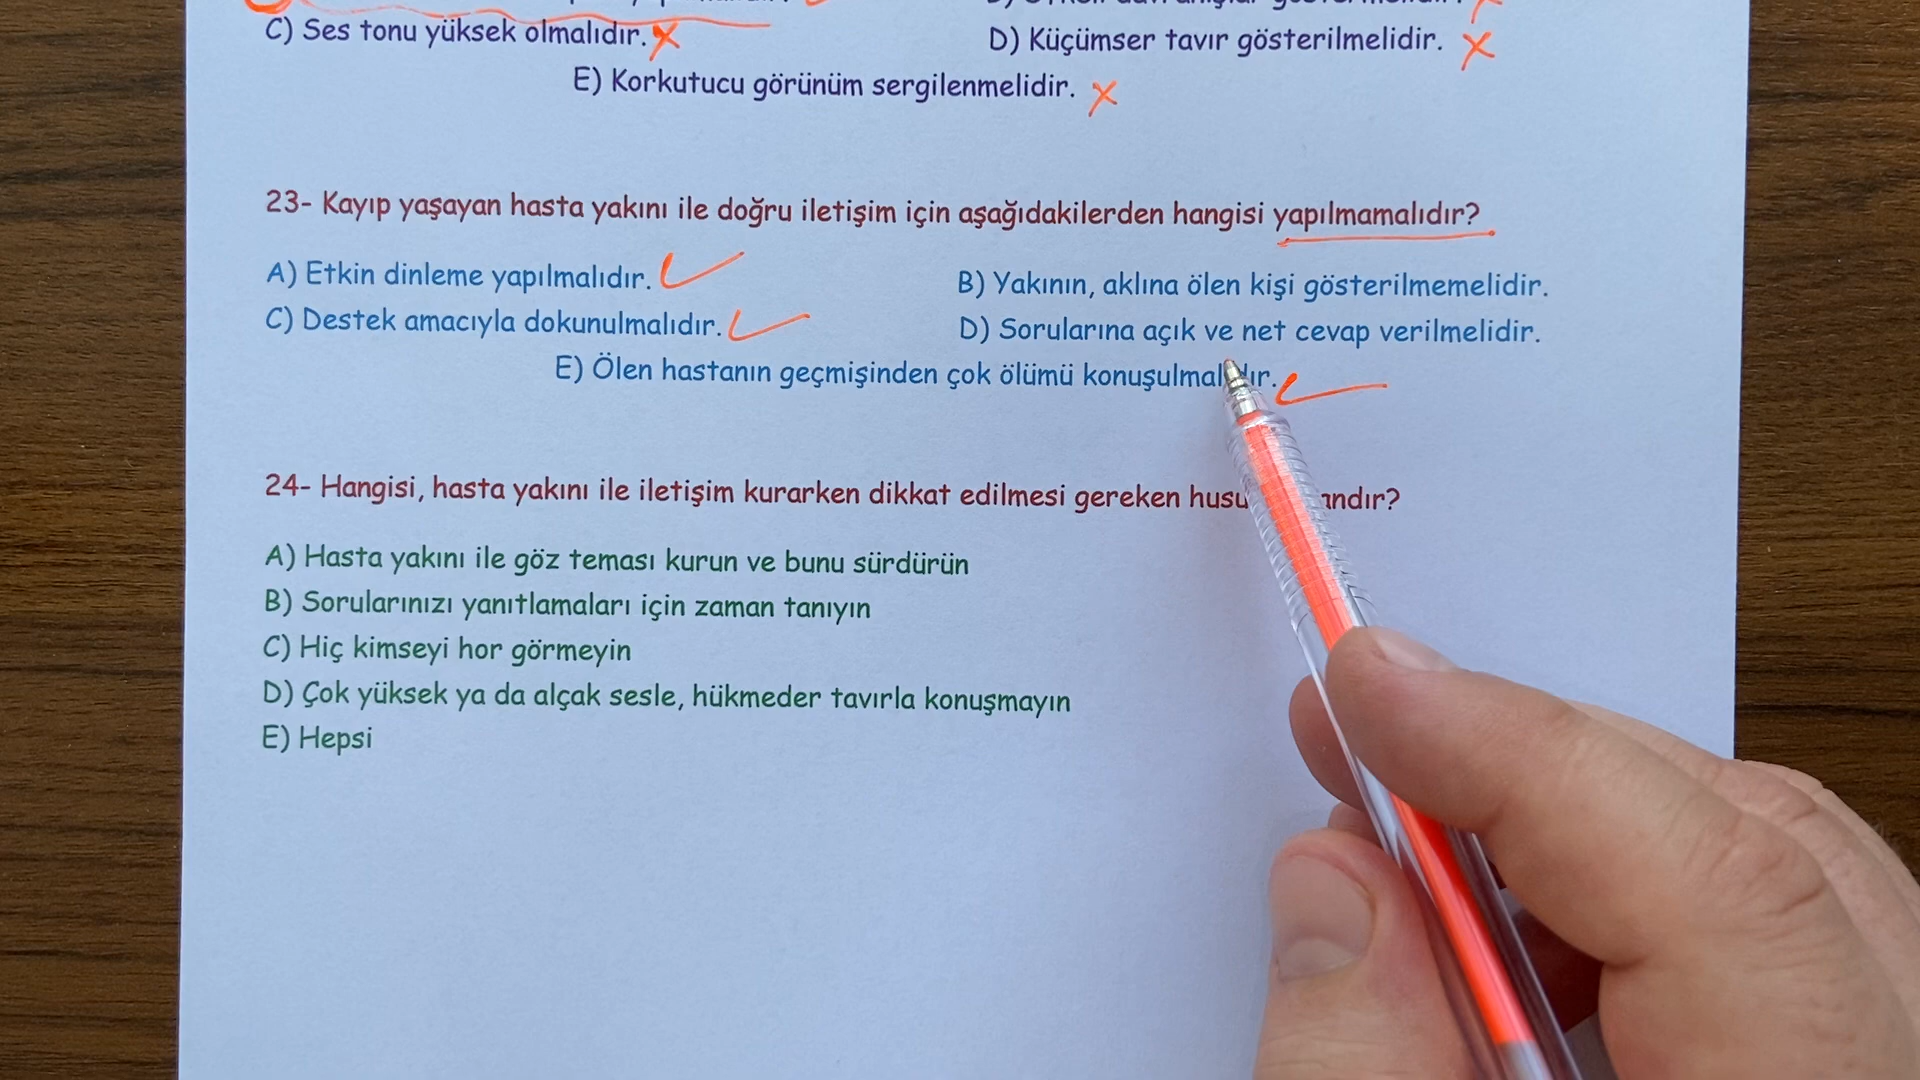 C) Ses tonu yüksek olmalıdır.
D) Küçümser tavır gösterilmelidir.
E) Korkutucu görünüm sergilenmelidir.
23- Kayıp yaşayan hasta yakını ile doğru iletişim için aşağıdakilerden hangisi yapılmamalıdır?
A) Etkin dinleme yapılmalıdır.
B) Yakının, aklına ölen kişi gösterilmemelidir.
C) Destek amacıyla dokunulmalıdır.
D) Sorularına açık ve net cevap verilmelidir.
E) Ölen hastanın geçmişinden çok ölümü
24- Hangisi, hasta yakını ile iletişim kurarken dikkat edilmesi gereken
A) Hasta yakını ile göz teması kurun ve bunu sürdürün
B) Sorularınızı yanıtlamaları için zaman tanıyın
C) Hiç kimseyi hor görmeyin
D) Çok yüksek ya da alçak sesle, hükmeder tavırla konuşmayın
E) Hepsi